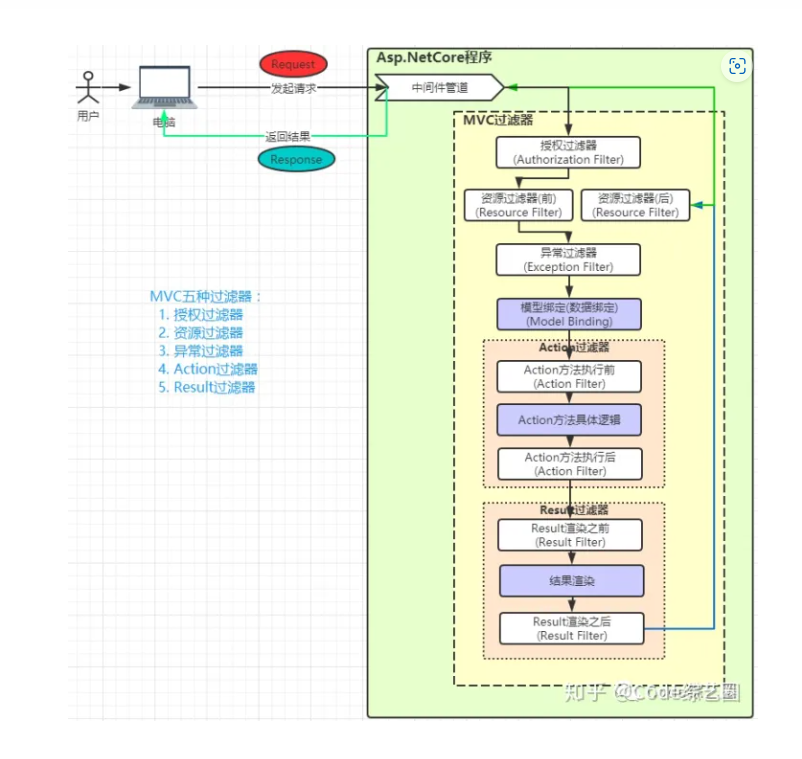 Asp.NetCore程序
Request
发起请求
中间件管道
用户
电脑
返回结果
Response
MVC过滤器
授权过滤器
(Authorization Filter)
资源过滤器(前)
(Resource Filter)
资源过滤器(后)
(Resource Filter)
异常过滤器
(Exception Filter)
模型绑定(数据绑定)
(Model Binding)
MVC五种过滤器：
1. 授权过滤器
2. 资源过滤器
3. 异常过滤器
4. Action过滤器
5. Result过滤器
Action过滤器
Action方法执行前
(Action Filter)
Action方法具体逻辑
Action方法执行后
(Action Filter)
Result过滤器
Result渲染之前
(Result Filter)
结果渲染
Result渲染之后
(Result Filter)
知乎 @Code综艺圈